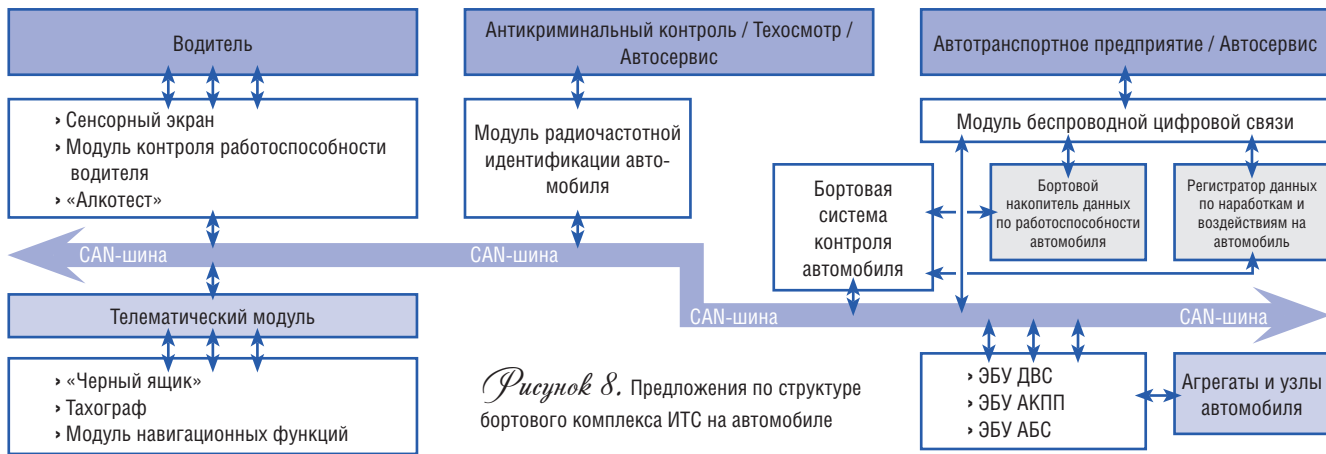 Водитель
Антикриминальный контроль / Техосмотр /
Автосервис
Автотранспортное предприятие / Автосервис
› Сенсорный экран
› Модуль контроля работоспособности
водителя
› «Алкотест»
Модуль радиочастотной
идентификации авто-
мобиля
Модуль беспроводной цифровой связи
Бортовая
система
контроля
автомобиля
Бортовой
накопитель данных
по работоспособности
автомобиля
Регистратор данных
по наработкам и
воздействиям на
автомобиль
CAN-шина
CAN-шина
CAN-шина
CAN-шина
Телематический модуль
› «Черный ящик»
› Тахограф
› Модуль навигационных функций
Рисунок 8. Предложения по структуре
бортового комплекса ИТС на автомобиле
› ЭБУ ДВС
› ЭБУ АКПП
› ЭБУ АБС
Агрегаты и узлы
автомобиля